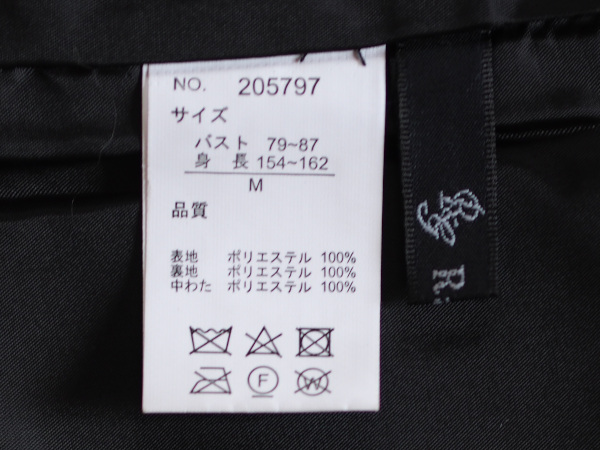 NO. 205797
サイズ
バスト 79~87
身 長 154~162
M
品質
表地 ポリエステル 100%
裏地 ポリエステル 100%
中わた ポリエステル 100%
F
W
R